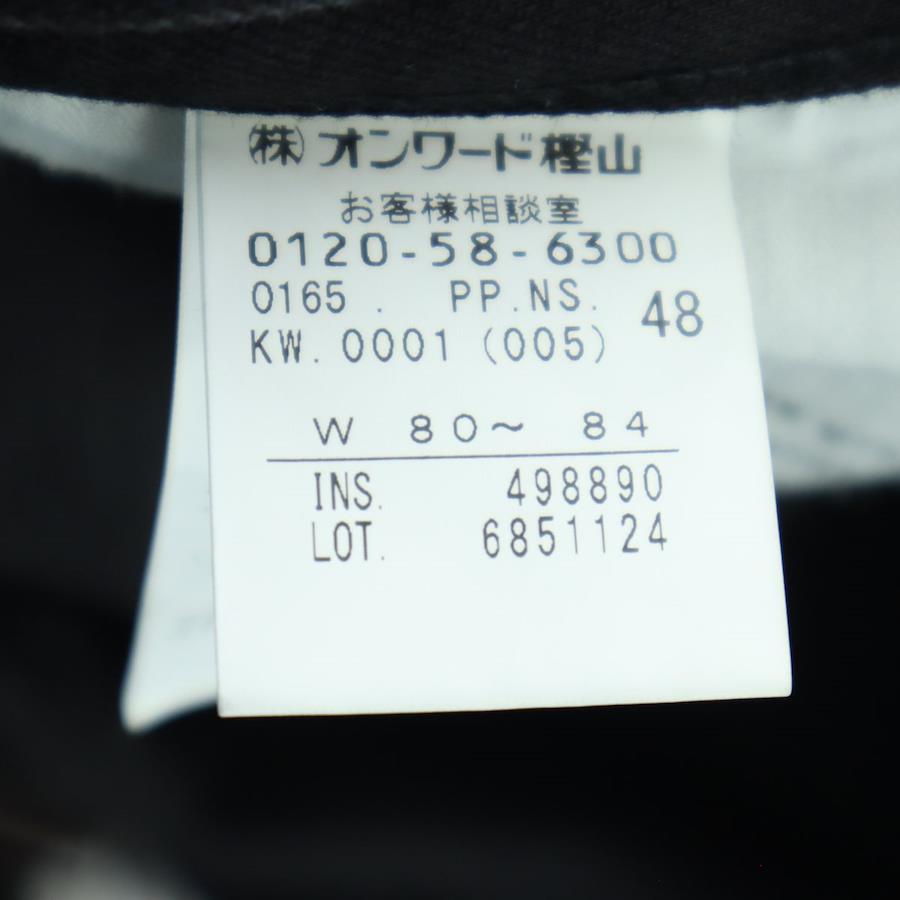 ㈱オンワード樫山
お客様相談室
0120-58-6300
0165 . PP.NS. 48
KW. 0001 (005)
W 80〜 84
INS. 498890
LOT. 6851124